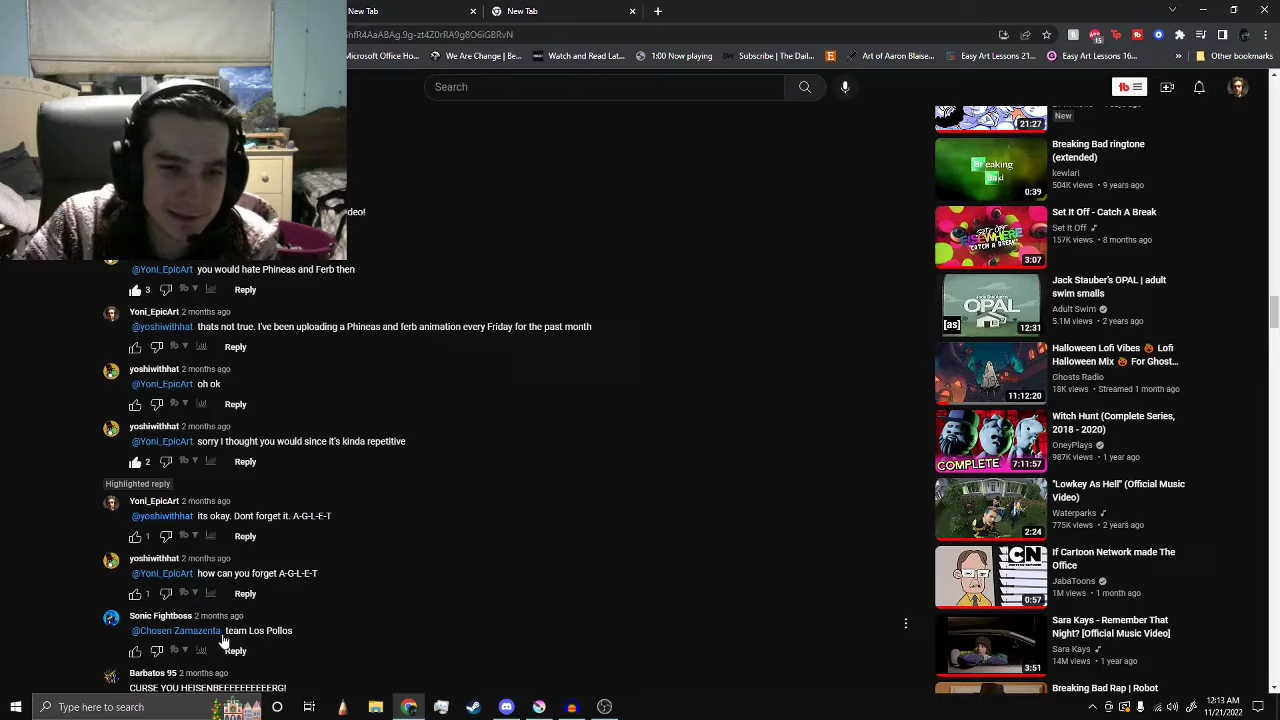 New Tab
New Tab
ShfR4aABAg.9g-zt4Z0rRA9g8O6iGBRvN
Microsoft Office Ho...
We Are Change | Be...
Watch and Read Lat...
1:00 Now playing
Subscribe | The Dail...
Art of Aaron Blaise...
Easy Art Lessons 21...
Easy Art Lessons 16...
»
Other bookmarks
Search
21:27
New
Breaking Bad
0:39
Breaking Bad ringtone
(extended)
kewlari
504K views • 9 years ago
deo!
ELSEWHERE
"CATCH A BREAK"
3:07
Set It Off - Catch A Break
Set It Off
157K views • 8 months ago
@Yoni_EpicArt you would hate Phineas and Ferb then
3 Reply
OPAL
[as]
12:31
Jack Stauber's OPAL | adult
swim smalls
Adult Swim
5.1M views • 2 years ago
Yoni_EpicArt 2 months ago
@yoshiwithhat thats not true. I've been uploading a Phineas and ferb animation every Friday for the past month
Reply
11:12:20
Halloween Lofi Vibes 🎃 Lofi
Halloween Mix 🎃 For Ghost...
Ghosts Radio
18K views • Streamed 1 month ago
yoshiwithhat 2 months ago
@Yoni_EpicArt oh ok
Reply
COMPLETE
7:11:57
Witch Hunt (Complete Series,
2018 - 2020)
OneyPlays
987K views • 1 year ago
yoshiwithhat 2 months ago
@Yoni_EpicArt sorry I thought you would since it's kinda repetitive
2 Reply
Highlighted reply
2:24
"Lowkey As Hell" (Official Music
Video)
Waterparks
775K views • 2 years ago
Yoni_EpicArt 2 months ago
@yoshiwithhat its okay. Dont forget it. A-G-L-E-T
1 Reply
CN
0:57
If Cartoon Network made The
Office
JabaToons
1M views • 1 month ago
yoshiwithhat 2 months ago
@Yoni_EpicArt how can you forget A-G-L-E-T
1 Reply
3:51
Sara Kays - Remember That
Night? [Official Music Video]
Sara Kays
14M views • 1 year ago
Sonic Fightboss 2 months ago
@Chosen Zamazenta team Los Pollos
Reply
Barbatos 95 2 months ago
CURSE YOU HEISENBEEEEEEEERG!
Breaking Bad Rap | Robot
Type here to search
12:13 AM
11/21/2022